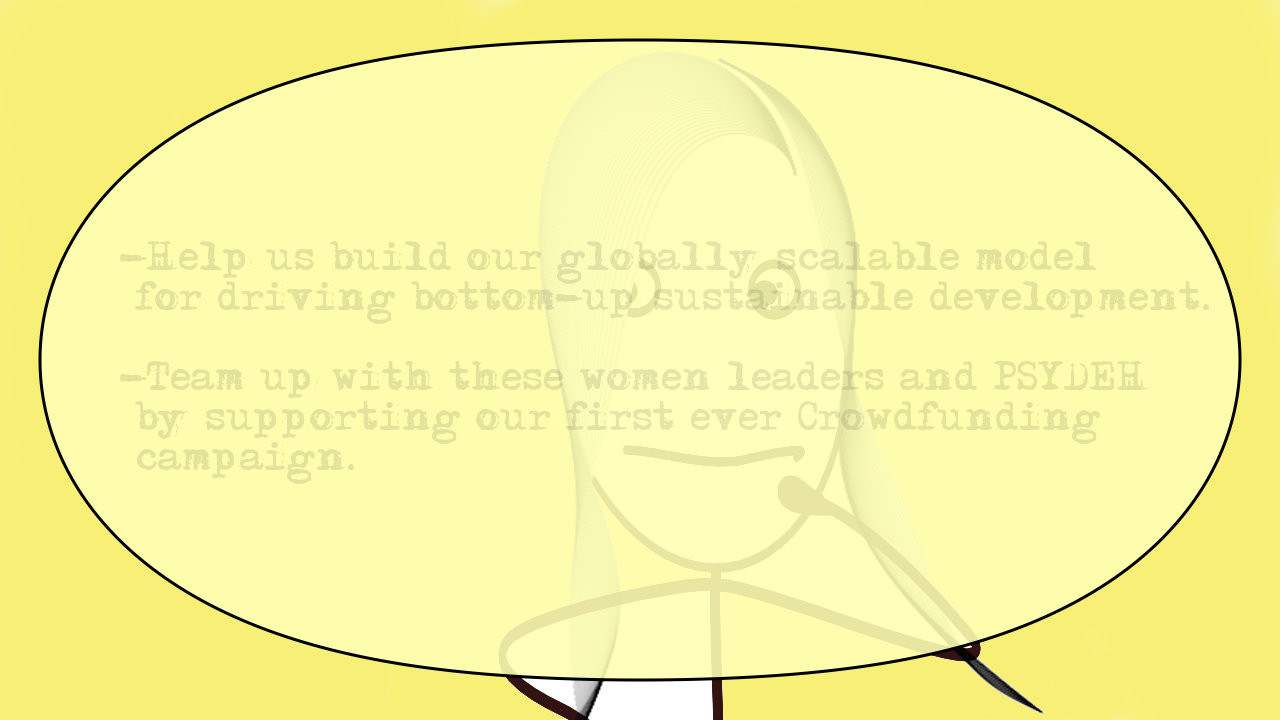 -Help us build our globally scalable model
for driving bottom-up sustainable development.
-Team up with these women leaders and PSYDEH
by supporting our first ever Crowdfunding
campaign.